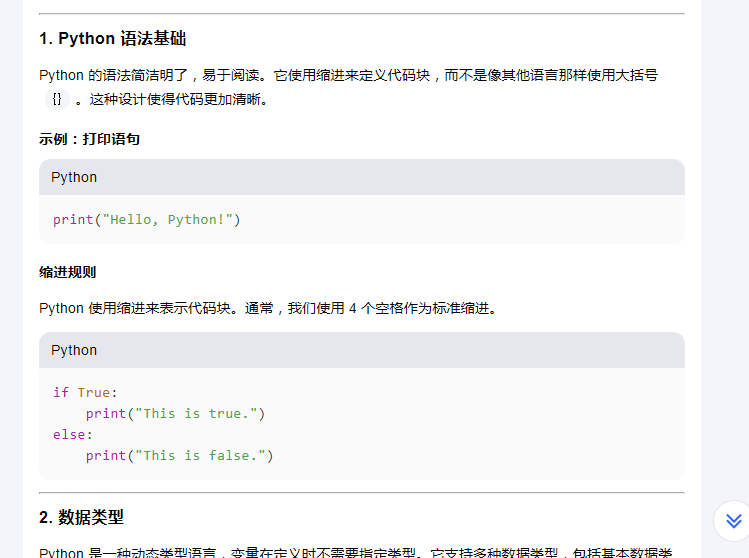 1. Python 语法基础
Python 的语法简洁明了，易于阅读。它使用缩进来定义代码块，而不是像其他语言那样使用大括号
{} 。这种设计使得代码更加清晰。
示例：打印语句
Python
print("Hello, Python!")
缩进规则
Python 使用缩进来表示代码块。通常，我们使用 4 个空格作为标准缩进。
Python
if True:
    print("This is true.")
else:
    print("This is false.")
2. 数据类型
Python 是一种动态类型语言，变量在定义时不需要指定类型。它支持多种数据类型，包括基本数据类